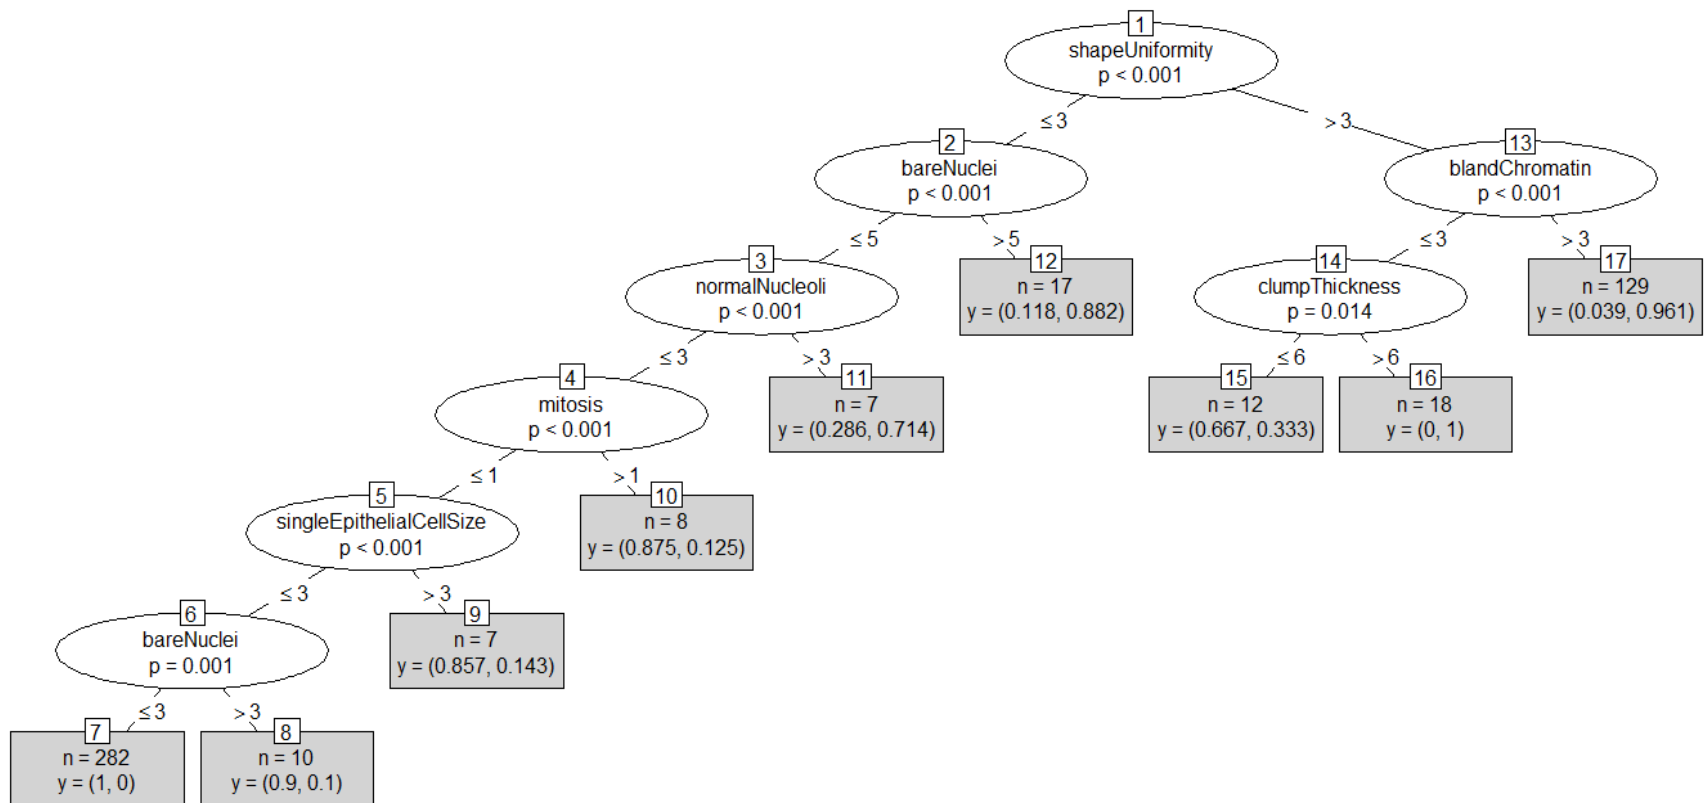 1
shapeUniformity
p < 0.001
≤ 3
> 3
2
bareNuclei
p < 0.001
13
blandChromatin
p < 0.001
≤ 5
> 5
≤ 3
> 3
3
normalNucleoli
p < 0.001
12
n = 17
y = (0.118, 0.882)
14
clumpThickness
p = 0.014
17
n = 129
y = (0.039, 0.961)
≤ 3
> 3
≤ 6
> 6
4
mitosis
p < 0.001
11
n = 7
y = (0.286, 0.714)
15
n = 12
y = (0.667, 0.333)
16
n = 18
y = (0, 1)
≤ 1
> 1
5
singleEpithelialCellSize
p < 0.001
10
n = 8
y = (0.875, 0.125)
≤ 3
> 3
6
bareNuclei
p = 0.001
9
n = 7
y = (0.857, 0.143)
≤ 3
> 3
7
n = 282
y = (1, 0)
8
n = 10
y = (0.9, 0.1)